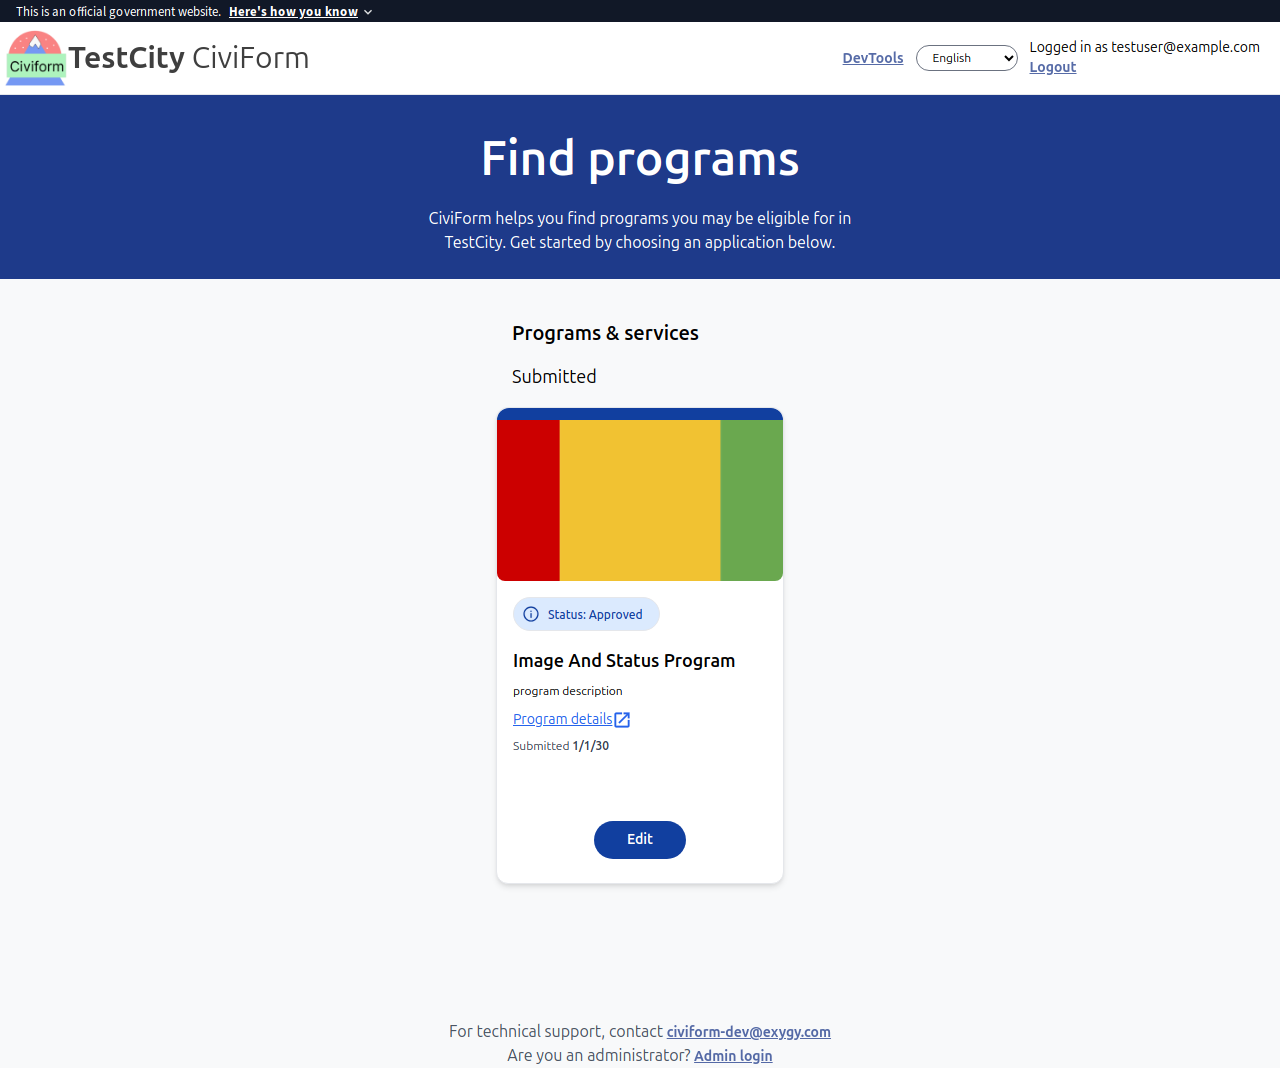 This is an official government website. Here's how you know
Civiform
TestCity CiviForm
DevTools
English
Logged in as testuser@example.com
Logout
Find programs
CiviForm helps you find programs you may be eligible for in
TestCity. Get started by choosing an application below.
Programs & services
Submitted
Status: Approved
Image And Status Program
program description
Program details
Submitted 1/1/30
Edit
For technical support, contact civiform-dev@exygy.com
Are you an administrator? Admin login